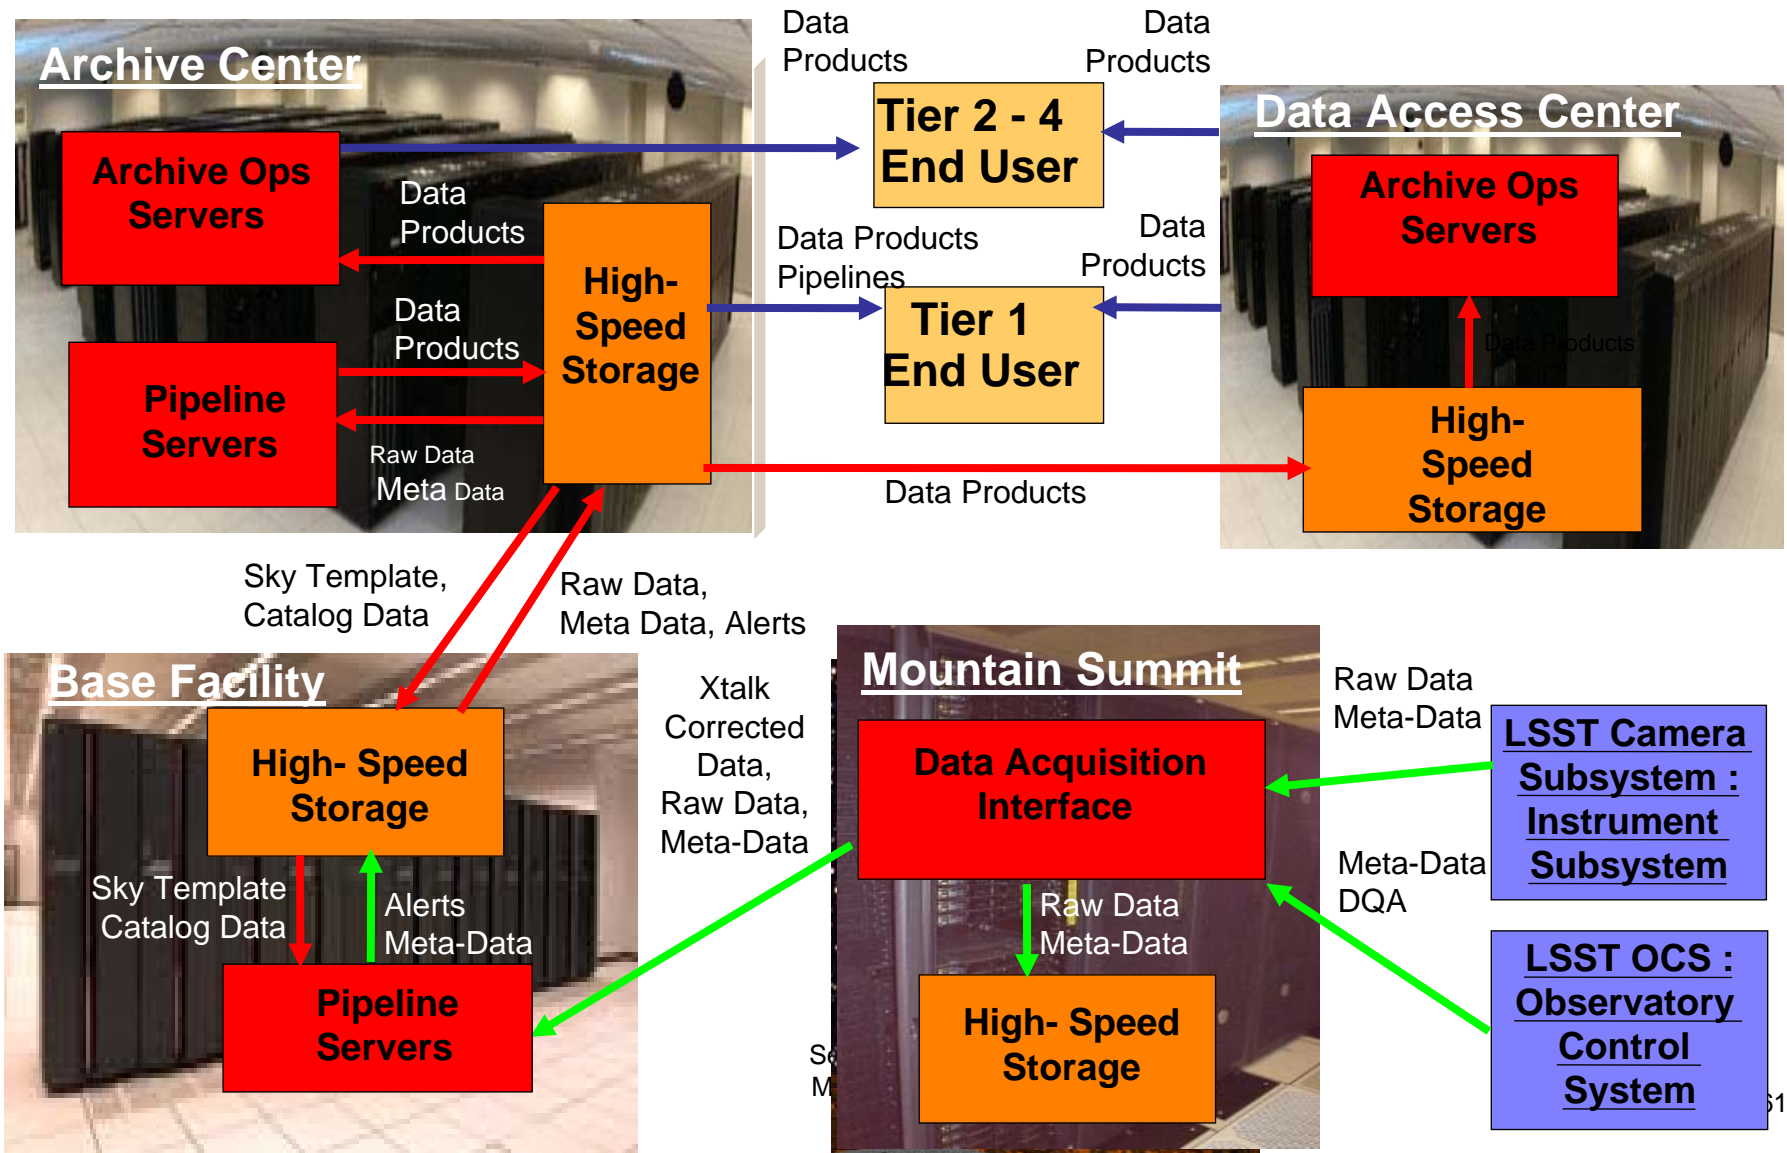 Data
Products
Data
Products
Archive Center
Tier 2 - 4
End User
Data Access Center
Archive Ops
Servers
Data
Products
Archive Ops
Servers
Data Products
Pipelines
Data
Products
High-
Speed
Storage
Data
Products
Tier 1
End User
Data Products
Pipeline
Servers
Raw Data
Meta Data
High-
Speed
Storage
Data Products
Sky Template,
Catalog Data
Raw Data,
Meta Data, Alerts
Base Facility
Xtalk
Corrected
Data,
Raw Data,
Meta-Data
Mountain Summit
Raw Data
Meta-Data
High- Speed
Storage
Data Acquisition
Interface
LSST Camera
Subsystem :
Instrument
Subsystem
Sky Template
Catalog Data
Alerts
Meta-Data
Raw Data
Meta-Data
Meta-Data
DQA
Pipeline
Servers
High- Speed
Storage
LSST OCS :
Observatory
Control
System
61